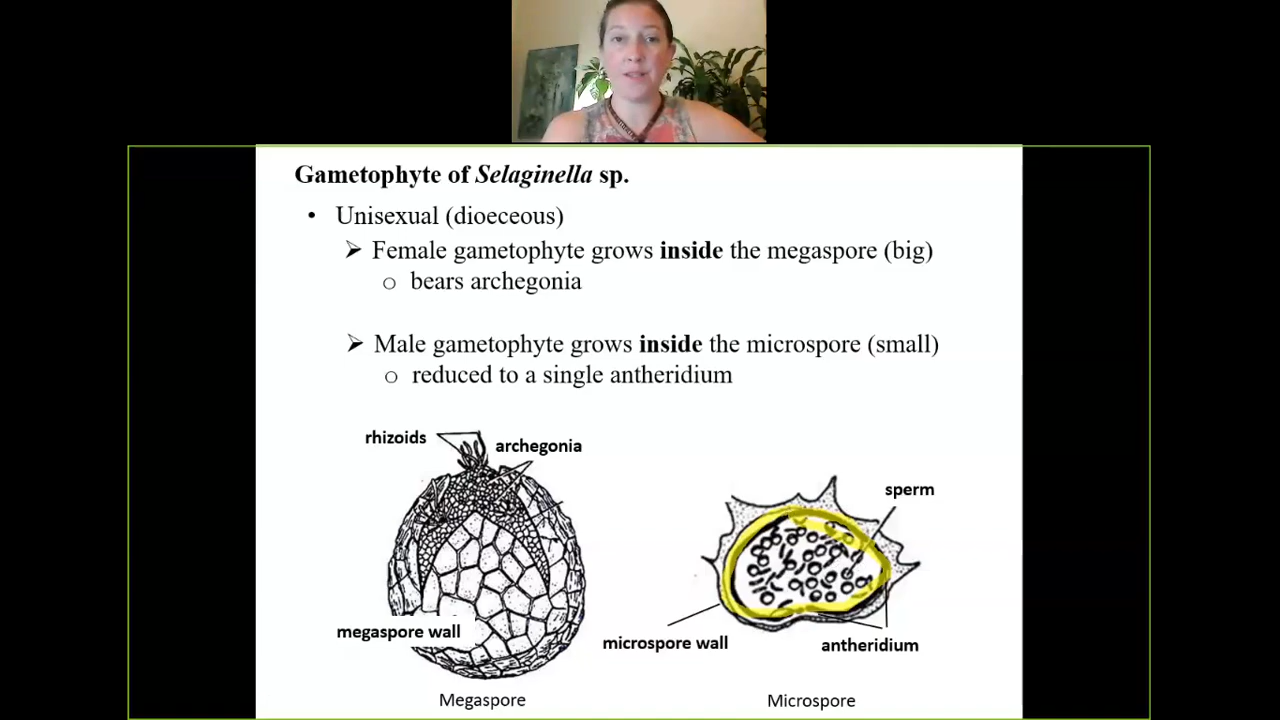 Gametophyte of Selaginella sp.
• Unisexual (dioeceous)
➢ Female gametophyte grows inside the megaspore (big)
o bears archegonia
➢ Male gametophyte grows inside the microspore (small)
o reduced to a single antheridium
rhizoids
archegonia
sperm
megaspore wall
microspore wall
antheridium
Megaspore
Microspore